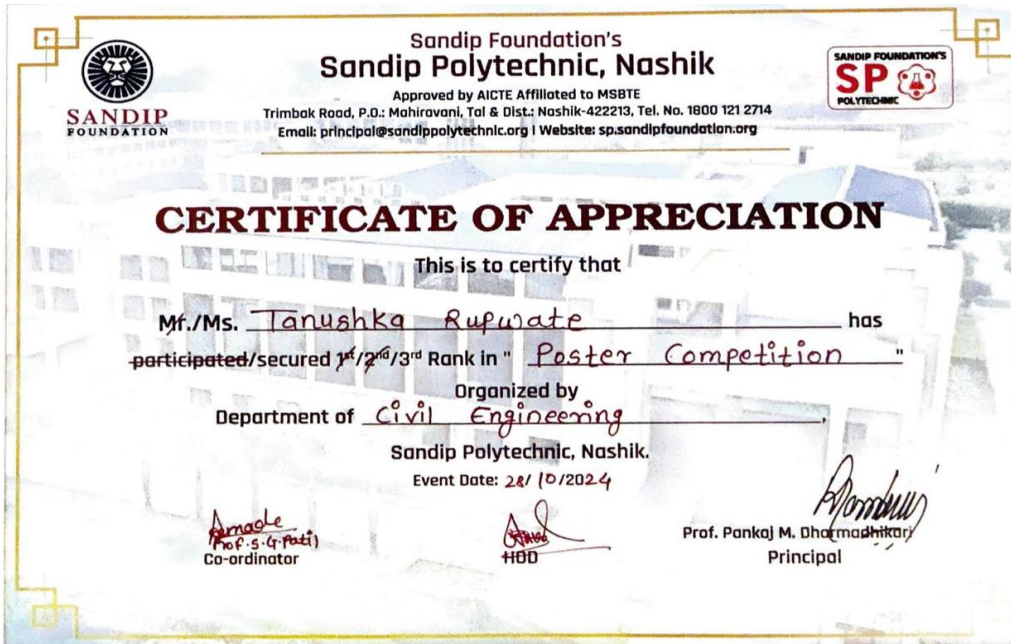 SANDIP
FOUNDATION
Sandip Foundation's
Sandip Polytechnic, Nashik
Approved by AICTE Affiliated to MSBTE
Trimbak Road, P.O.: Mahiravani, Tal & Dist.: Nashik-422213, Tel. No. 1800 121 2714
Email: principal@sandippolytechnic.org | Website: sp.sandipfoundation.org
SANDIP FOUNDATION'S
SP
POLYTECHNIC
CERTIFICATE OF APPRECIATION
This is to certify that
Mr./Ms. Tanushka Rupwate has
participated/secured 1st/2nd/3rd Rank in " Poster Competition "
Organized by
Department of Civil Engineering.
Sandip Polytechnic, Nashik.
Event Date: 28/10/2024
(Prof. S. G. Patil)
Co-ordinator
HOD
Prof. Pankaj M. Dharmadhikari
Principal